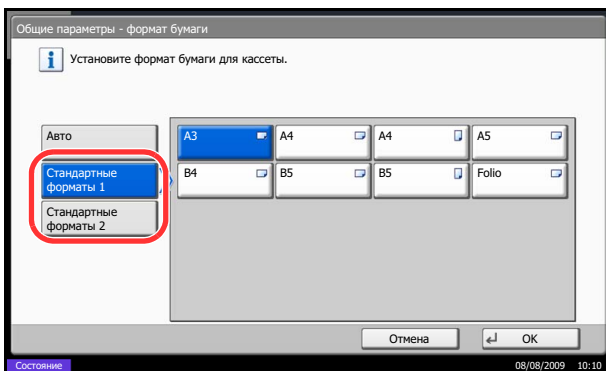 Общие параметры - формат бумаги
Установите формат бумаги для кассеты.
Авто
A3
A4
A4
A5
Стандартные
форматы 1
B4
B5
B5
Folio
Стандартные
форматы 2
Отмена
OK
Состояние
08/08/2009 10:10